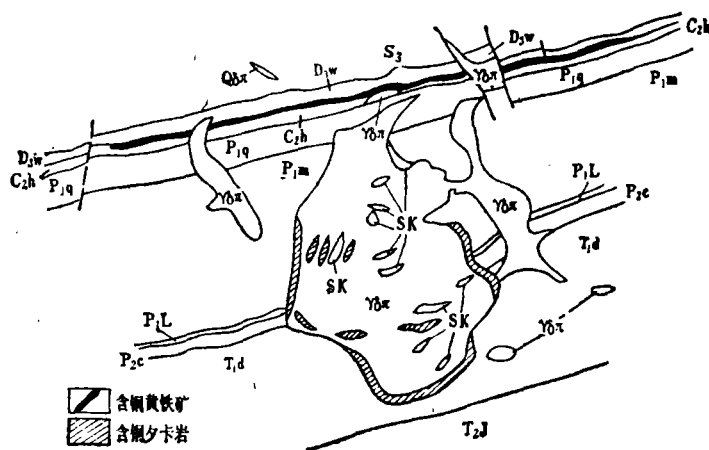 C₂h
D₃w
S₃
Qδπ
D₃w
γδπ
P₁q
P₁m
γδπ
C₂h
P₁q
D₃w
P₁m
C₂h
P₁q
P₁L
γδπ
γδπ
P₂c
SK
T₁d
SK
γδπ
γδπ
P₁L
SK
P₂c
T₁d
含铜黄铁矿
T₂J
含铜夕卡岩